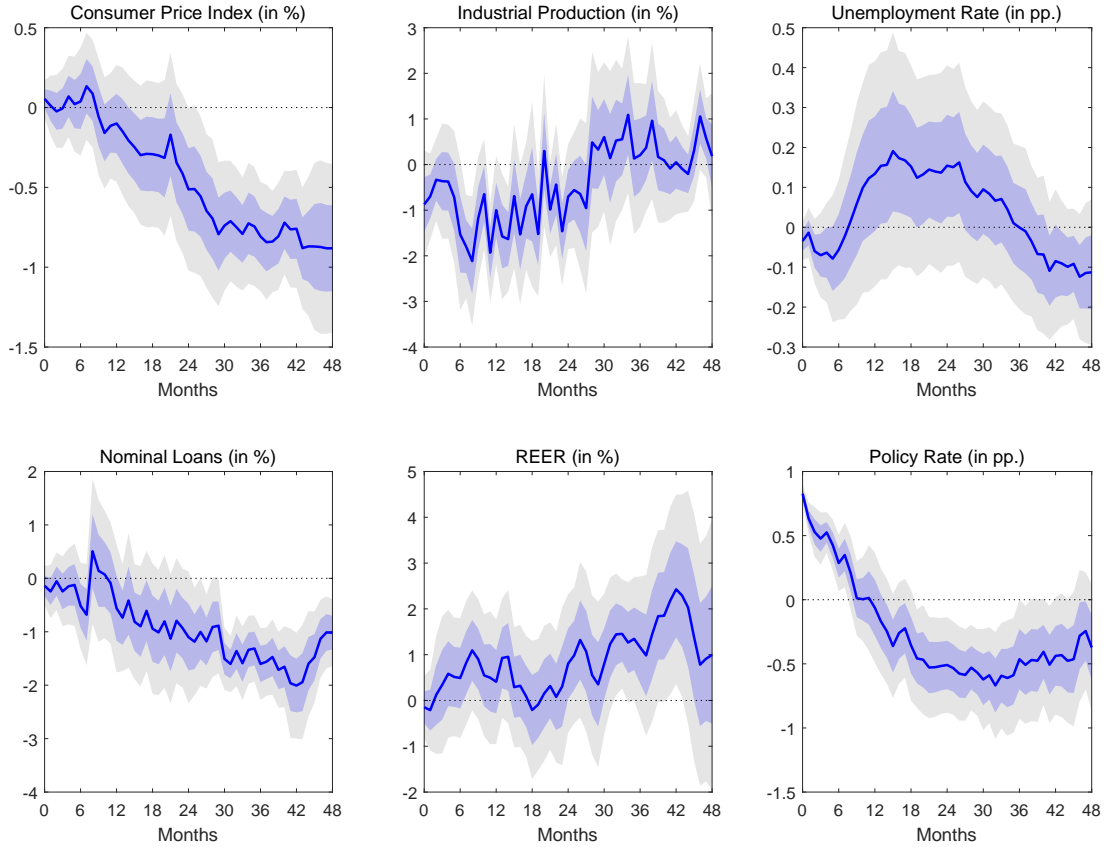 Consumer Price Index (in %)
0.5
0
-0.5
-1
-1.5
0 6 12 18 24 30 36 42 48
Months
Industrial Production (in %)
3
2
1
0
-1
-2
-3
-4
0 6 12 18 24 30 36 42 48
Months
Unemployment Rate (in pp.)
0.5
0.4
0.3
0.2
0.1
0
-0.1
-0.2
-0.3
0 6 12 18 24 30 36 42 48
Months
Nominal Loans (in %)
2
1
0
-1
-2
-3
-4
0 6 12 18 24 30 36 42 48
Months
REER (in %)
5
4
3
2
1
0
-1
-2
0 6 12 18 24 30 36 42 48
Months
Policy Rate (in pp.)
1
0.5
0
-0.5
-1
-1.5
0 6 12 18 24 30 36 42 48
Months